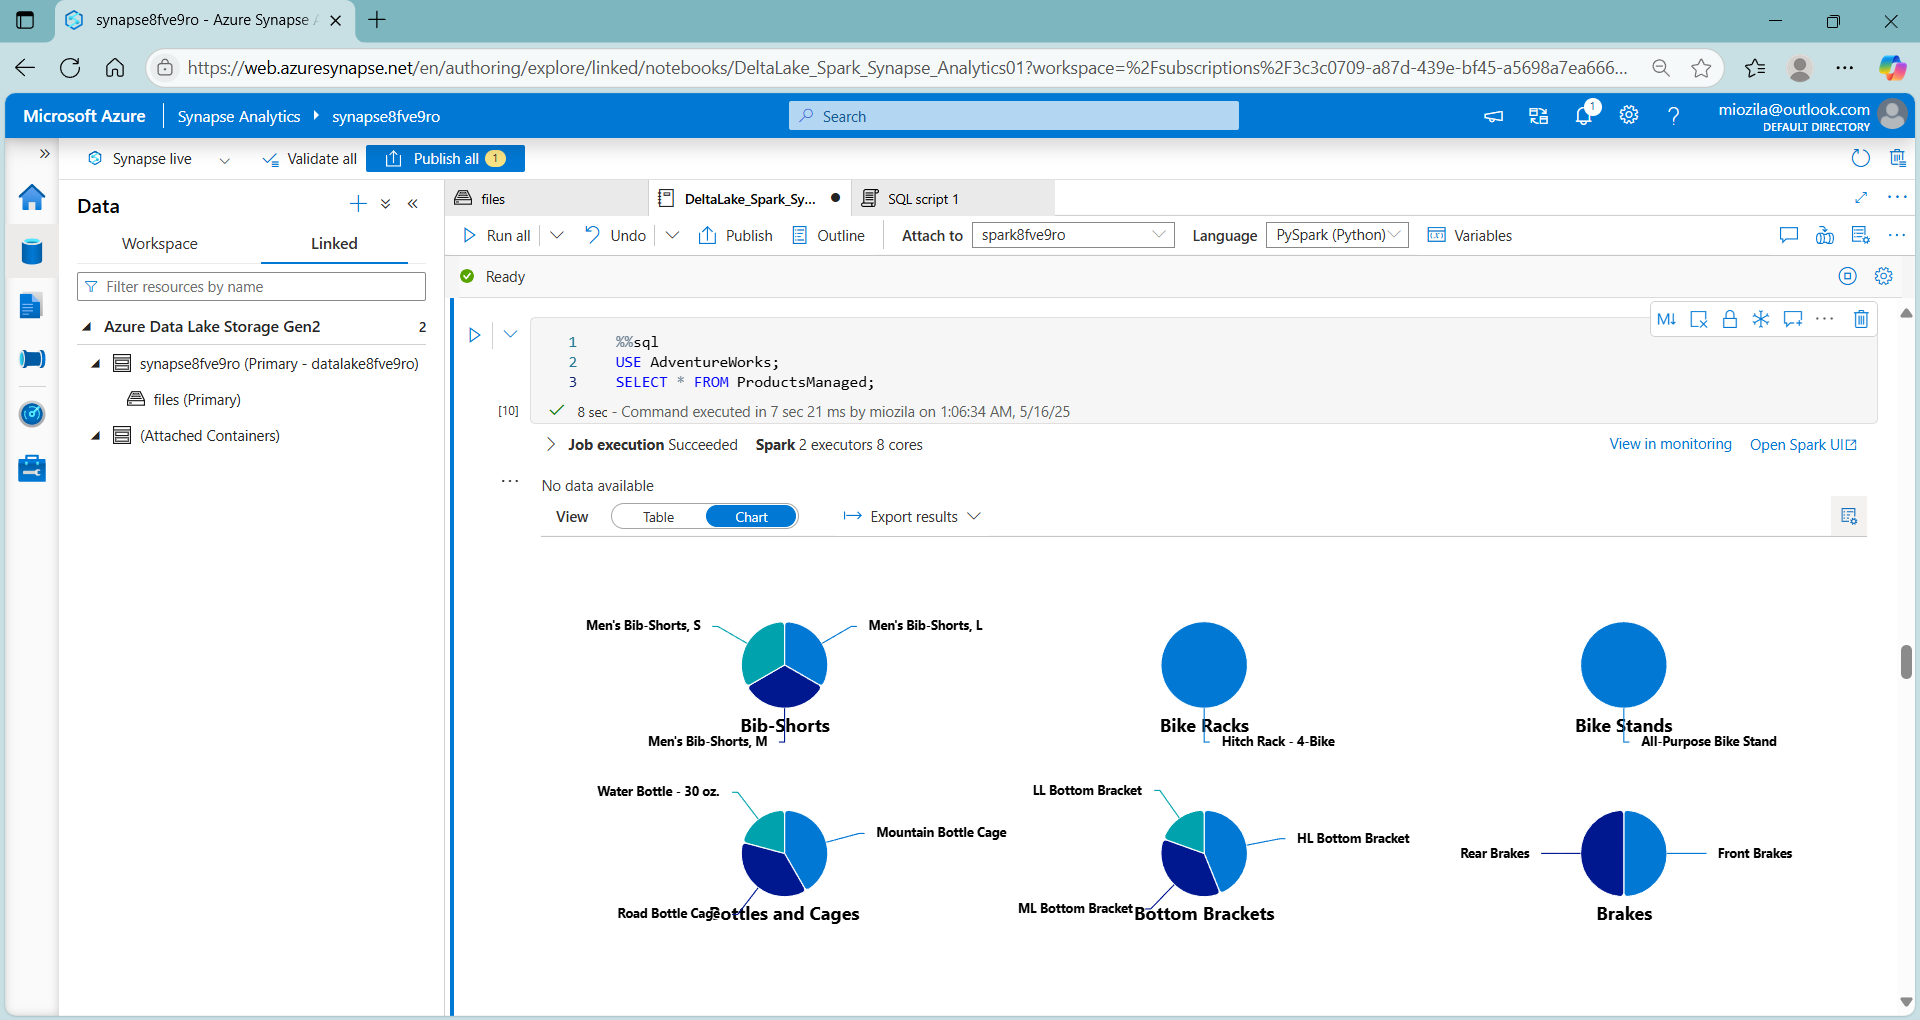 synapse8fve9ro - Azure Synapse A
https://web.azuresynapse.net/en/authoring/explore/linked/notebooks/DeltaLake_Spark_Synapse_Analytics01?workspace=%2Fsubscriptions%2F3c3c0709-a87d-439e-bf45-a5698a7ea666...
Microsoft Azure
Synapse Analytics
synapse8fve9ro
Search
1
miozila@outlook.com
DEFAULT DIRECTORY
Synapse live
Validate all
Publish all 1
Data
Workspace
Linked
Filter resources by name
Azure Data Lake Storage Gen2 2
synapse8fve9ro (Primary - datalake8fve9ro)
files (Primary)
(Attached Containers)
files
DeltaLake_Spark_Sy...
SQL script 1
Run all
Undo
Publish
Outline
Attach to
spark8fve9ro
Language
PySpark (Python)
Variables
Ready
M↓
1 %%sql
2 USE AdventureWorks;
3 SELECT * FROM ProductsManaged;
[10]
8 sec - Command executed in 7 sec 21 ms by miozila on 1:06:34 AM, 5/16/25
Job execution Succeeded Spark 2 executors 8 cores
View in monitoring
Open Spark UI
No data available
View
Table
Chart
Export results
Men's Bib-Shorts, S
Men's Bib-Shorts, L
Bib-Shorts
Men's Bib-Shorts, M
Bike Racks
Hitch Rack - 4-Bike
Bike Stands
All-Purpose Bike Stand
Water Bottle - 30 oz.
Mountain Bottle Cage
Road Bottle Cage
Bottles and Cages
LL Bottom Bracket
HL Bottom Bracket
ML Bottom Bracket
Bottom Brackets
Rear Brakes
Front Brakes
Brakes